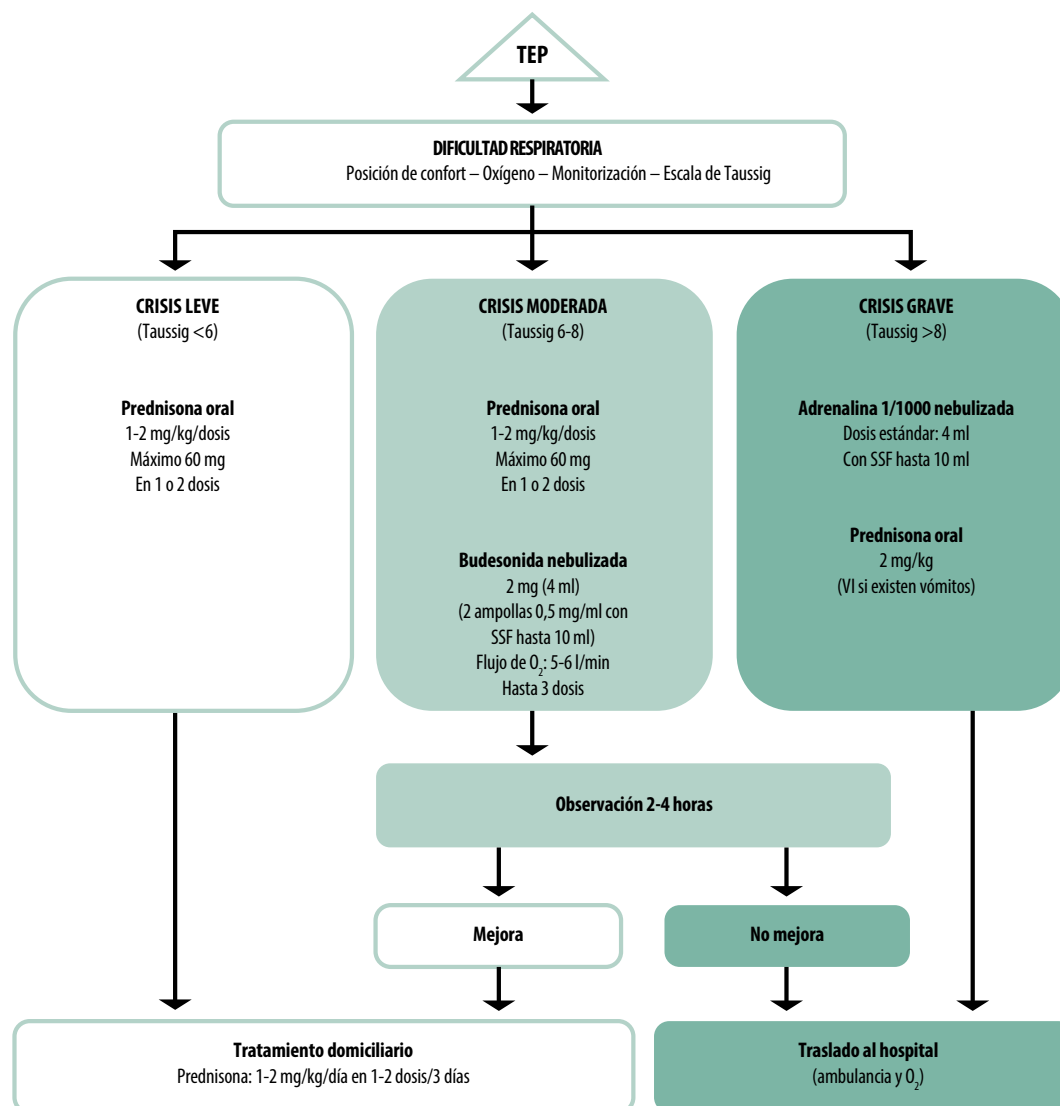 TEP
DIFICULTAD RESPIRATORIA
Posición de confort – Oxígeno – Monitorización – Escala de Taussig
CRISIS LEVE
(Taussig <6)
Prednisona oral
1-2 mg/kg/dosis
Máximo 60 mg
En 1 o 2 dosis
CRISIS MODERADA
(Taussig 6-8)
Prednisona oral
1-2 mg/kg/dosis
Máximo 60 mg
En 1 o 2 dosis
Budesonida nebulizada
2 mg (4 ml)
(2 ampollas 0,5 mg/ml con
SSF hasta 10 ml)
Flujo de O₂: 5-6 l/min
Hasta 3 dosis
CRISIS GRAVE
(Taussig >8)
Adrenalina 1/1000 nebulizada
Dosis estándar: 4 ml
Con SSF hasta 10 ml
Prednisona oral
2 mg/kg
(VI si existen vómitos)
Observación 2-4 horas
Mejora
No mejora
Tratamiento domiciliario
Prednisona: 1-2 mg/kg/día en 1-2 dosis/3 días
Traslado al hospital
(ambulancia y O₂)